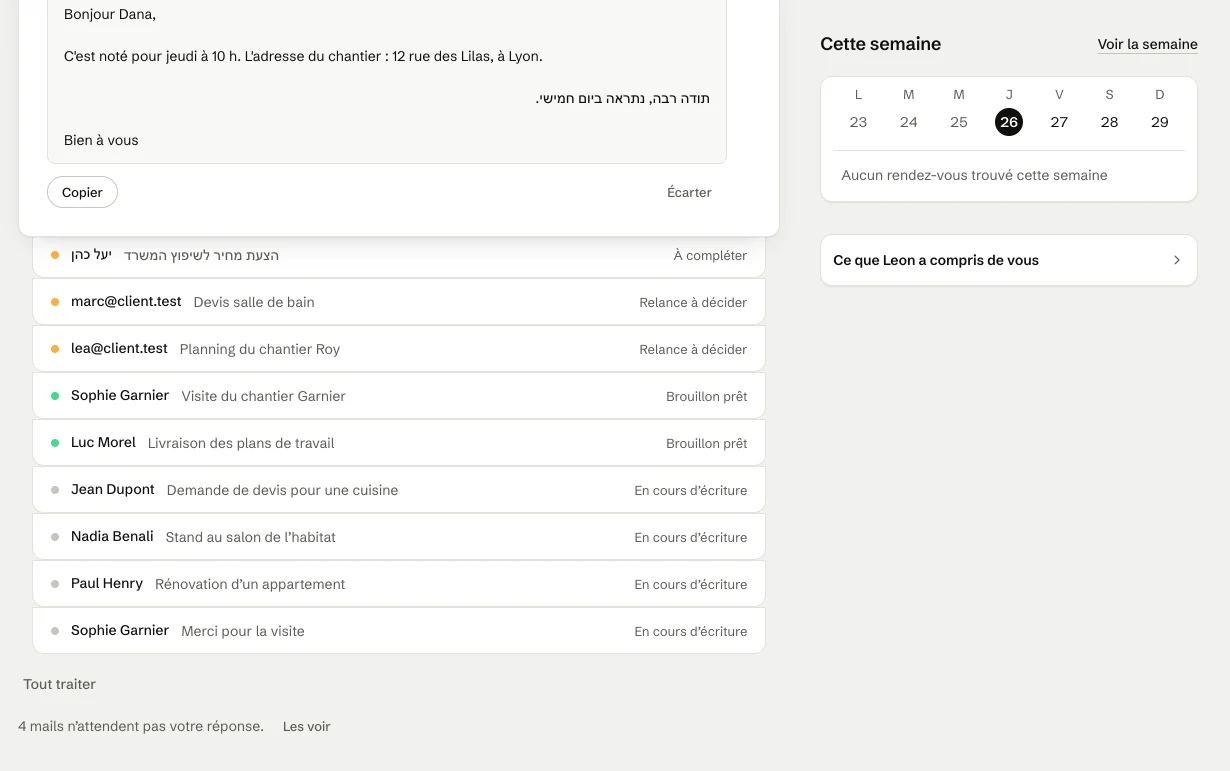 Bonjour Dana,
C'est noté pour jeudi à 10 h. L'adresse du chantier : 12 rue des Lilas, à Lyon.
תודה רבה, נתראה ביום חמישי.
Bien à vous
Copier
Écarter
יעל כהן הצעת מחיר לשיפוץ המשרד À compléter
marc@client.test Devis salle de bain Relance à décider
lea@client.test Planning du chantier Roy Relance à décider
Sophie Garnier Visite du chantier Garnier Brouillon prêt
Luc Morel Livraison des plans de travail Brouillon prêt
Jean Dupont Demande de devis pour une cuisine En cours d’écriture
Nadia Benali Stand au salon de l’habitat En cours d’écriture
Paul Henry Rénovation d’un appartement En cours d’écriture
Sophie Garnier Merci pour la visite En cours d’écriture
Tout traiter
4 mails n’attendent pas votre réponse. Les voir
Cette semaine Voir la semaine
L M M J V S D
23 24 25 26 27 28 29
Aucun rendez-vous trouvé cette semaine
Ce que Leon a compris de vous